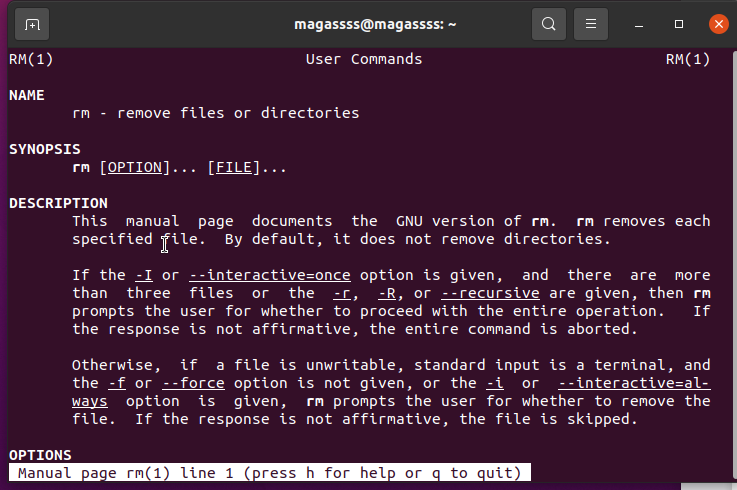 magassss@magassss: ~
RM(1) User Commands RM(1)
NAME
rm - remove files or directories
SYNOPSIS
rm [OPTION]... [FILE]...
DESCRIPTION
This manual page documents the GNU version of rm. rm removes each
specified file. By default, it does not remove directories.
If the -I or --interactive=once option is given, and there are more
than three files or the -r, -R, or --recursive are given, then rm
prompts the user for whether to proceed with the entire operation. If
the response is not affirmative, the entire command is aborted.
Otherwise, if a file is unwritable, standard input is a terminal, and
the -f or --force option is not given, or the -i or --interactive=al-
ways option is given, rm prompts the user for whether to remove the
file. If the response is not affirmative, the file is skipped.
OPTIONS
Manual page rm(1) line 1 (press h for help or q to quit)